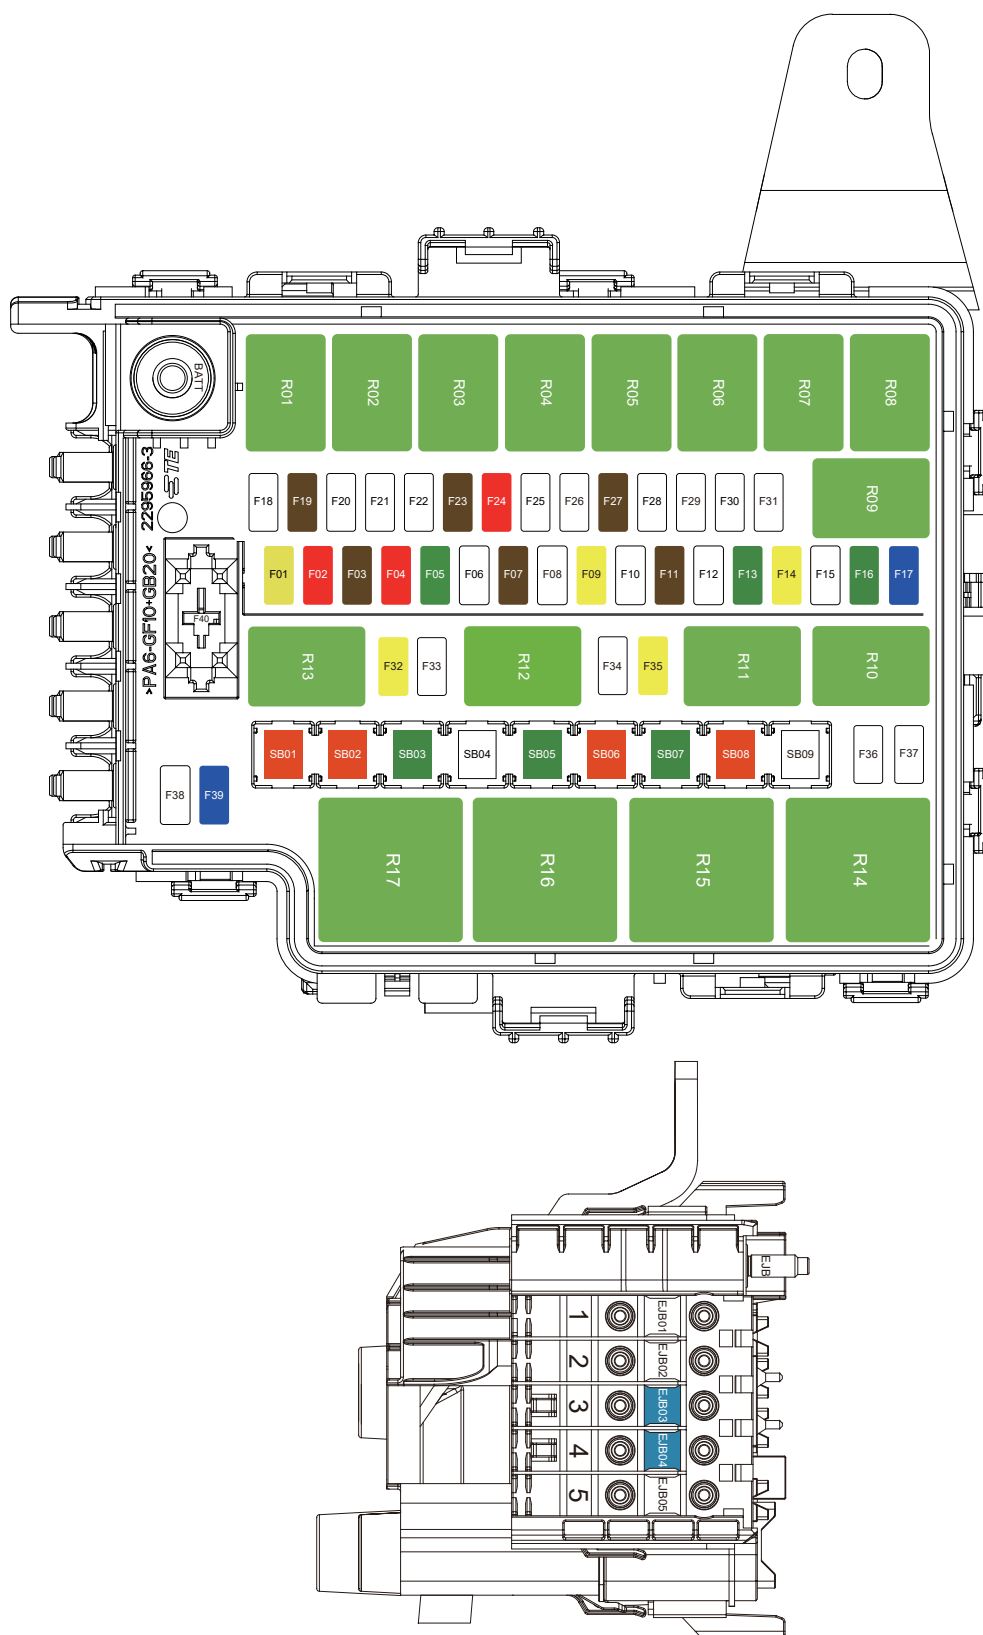 R01 R02 R03 R04 R05 R06 R07 R08
BATT
TE
2295966-3
>PA6-GF10+GB20<
F18 F19 F20 F21 F22 F23 F24 F25 F26 F27 F28 F29 F30 F31
R09
F01 F02 F03 F04 F05 F06 F07 F08 F09 F10 F11 F12 F13 F14 F15 F16 F17
F40
R13 F32 F33 R12 F34 F35 R11 R10
SB01 SB02 SB03 SB04 SB05 SB06 SB07 SB08 SB09 F36 F37
F38 F39
R17 R16 R15 R14
EJB
1 EJB01
2 EJB02
3 EJB03
4 EJB04
5 EJB05